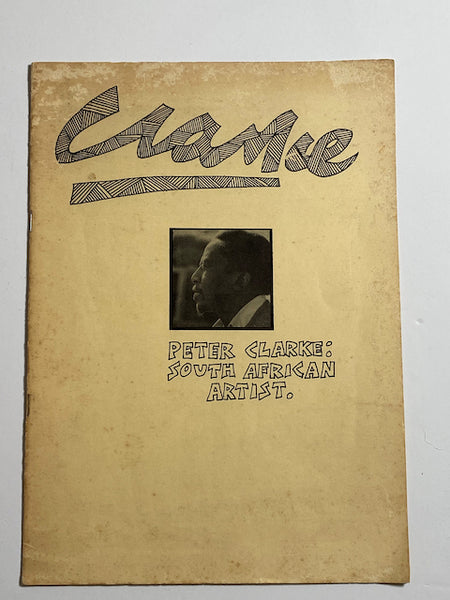 Clarke
PETER CLARKE:
SOUTH AFRICAN
ARTIST.